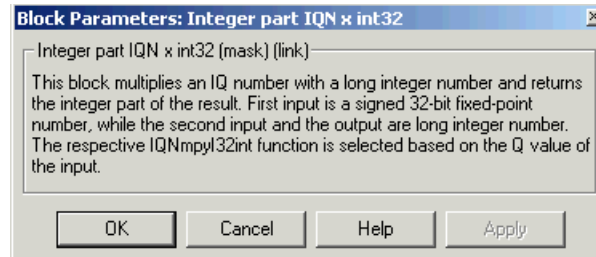 Block Parameters: Integer part IQN x int32
Integer part IQN x int32 (mask) (link)
This block multiplies an IQ number with a long integer number and returns
the integer part of the result. First input is a signed 32-bit fixed-point
number, while the second input and the output are long integer number.
The respective IQNmpyI32int function is selected based on the Q value of
the input.
OK Cancel Help Apply